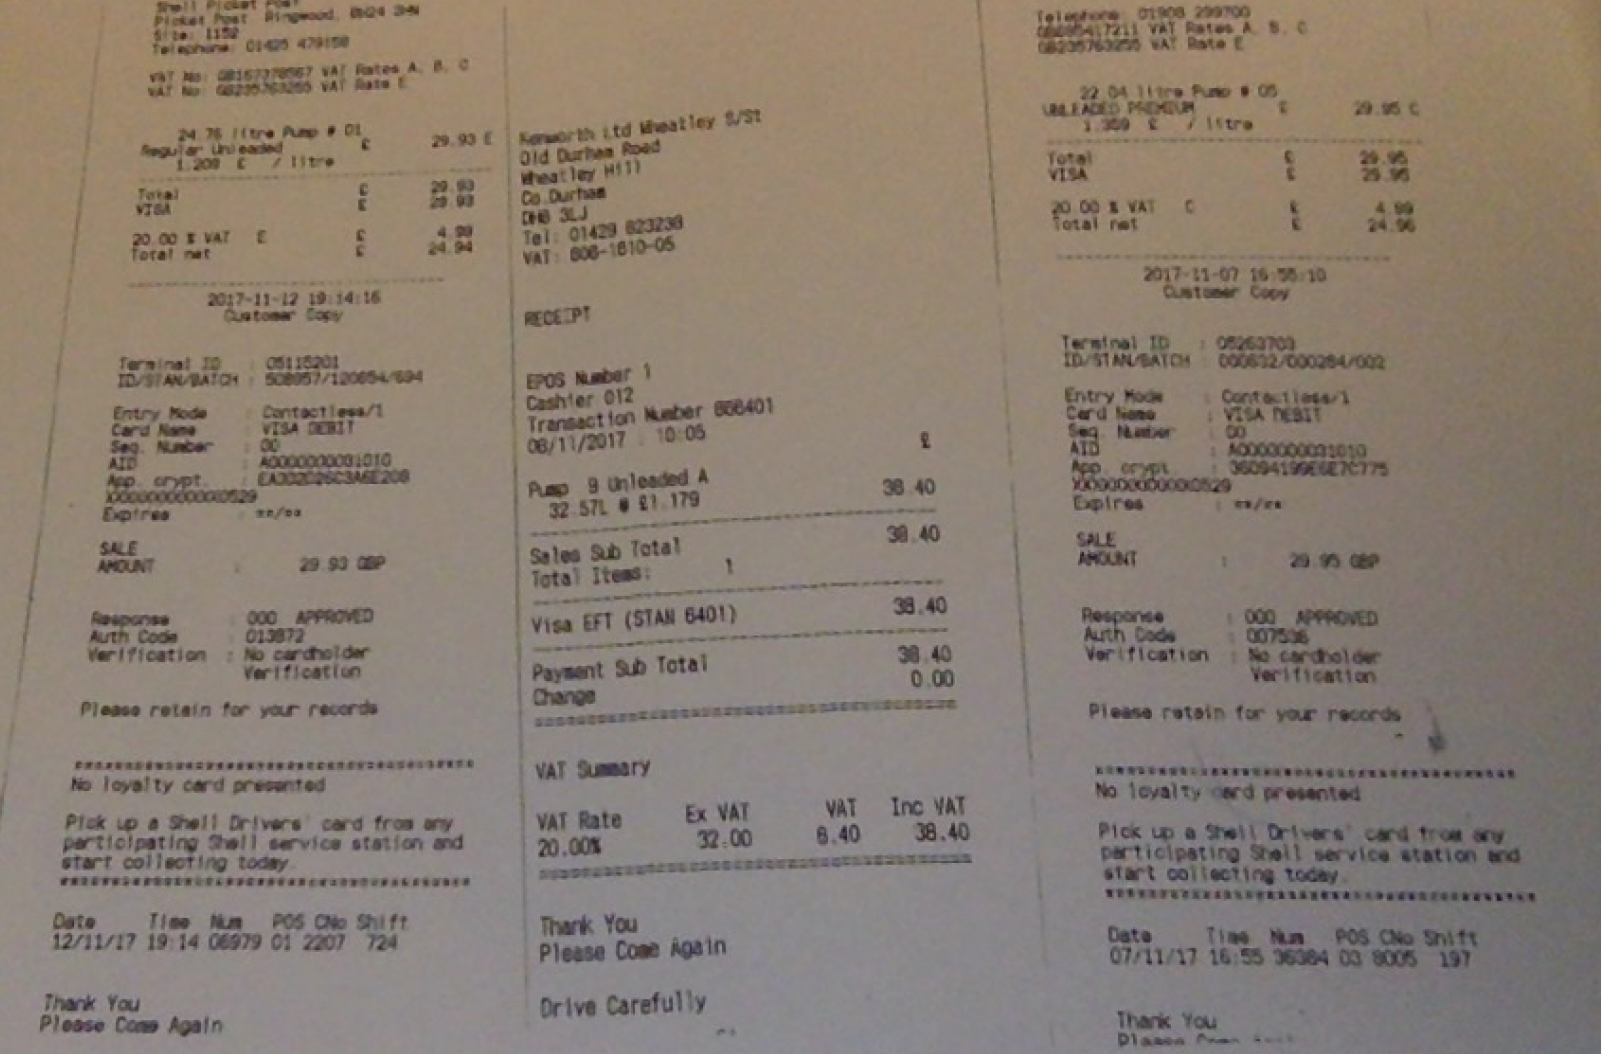 Shell Picket Post
Picket Post Ringwood, BH24 3HN
Site: 1152
Telephone: 01425 479158
VAT No: VAT Rates A, B, C
VAT No: GB235763255 VAT Rate E
24.76 litre Pump # 01
Regular Unleaded £ 29.93 E
1.209 £ / litre
Total £ 29.93
VISA £ 29.93
20.00 % VAT E £ 4.99
Total net £ 24.94
2017-11-12 19:14:16
Customer Copy
Terminal ID :
ID/STAN/BATCH :
Entry Mode : Contactless/1
Card Name : VISA DEBIT
Seq. Number : 00
AID : A0000000031010
App. crypt. :
Expires : **/**
SALE
AMOUNT : 29.93 GBP
Response : 000 APPROVED
Auth Code : 013872
Verification : No cardholder
Verification
Please retain for your records
No loyalty card presented
Pick up a Shell Drivers' card from any
participating Shell service station and
start collecting today.
Date Time Num POS CNo Shift
12/11/17 19:14 06979 01 2207 724
Thank You
Please Come Again
Kenworth Ltd Wheatley S/St
Old Durham Road
Wheatley Hill
Co.Durham
DH6 3LJ
Tel: 01429 823238
VAT: 606-1610-05
RECEIPT
EPOS Number 1
Cashier 012
Transaction Number 666401
08/11/2017 10:05
£
Pump 9 Unleaded A 38.40
32.57L @ £1.179
Sales Sub Total 38.40
Total Items: 1
Visa EFT (STAN 6401) 38.40
Payment Sub Total 38.40
Change 0.00
VAT Summary
VAT Rate Ex VAT VAT Inc VAT
20.00% 32.00 6.40 38.40
Thank You
Please Come Again
Drive Carefully
Telephone: 01908 299700
VAT Rates A, B, C
GB235763255 VAT Rate E
22.04 litre Pump # 05
UNLEADED PREMIUM £ 29.95 C
1.359 £ / litre
Total £ 29.95
VISA £ 29.95
20.00 % VAT C £ 4.99
Total net £ 24.96
2017-11-07 16:55:10
Customer Copy
Terminal ID : 05263703
ID/STAN/BATCH : 000632/000284/002
Entry Mode : Contactless/1
Card Name : VISA DEBIT
Seq. Number : 00
AID : A0000000031010
App. crypt. :
Expires : **/**
SALE
AMOUNT : 29.95 GBP
Response : 000 APPROVED
Auth Code : 007536
Verification : No cardholder
Verification
Please retain for your records
No loyalty card presented
Pick up a Shell Drivers' card from any
participating Shell service station and
start collecting today.
Date Time Num POS CNo Shift
07/11/17 16:55 36384 03 8005 197
Thank You
Please Come